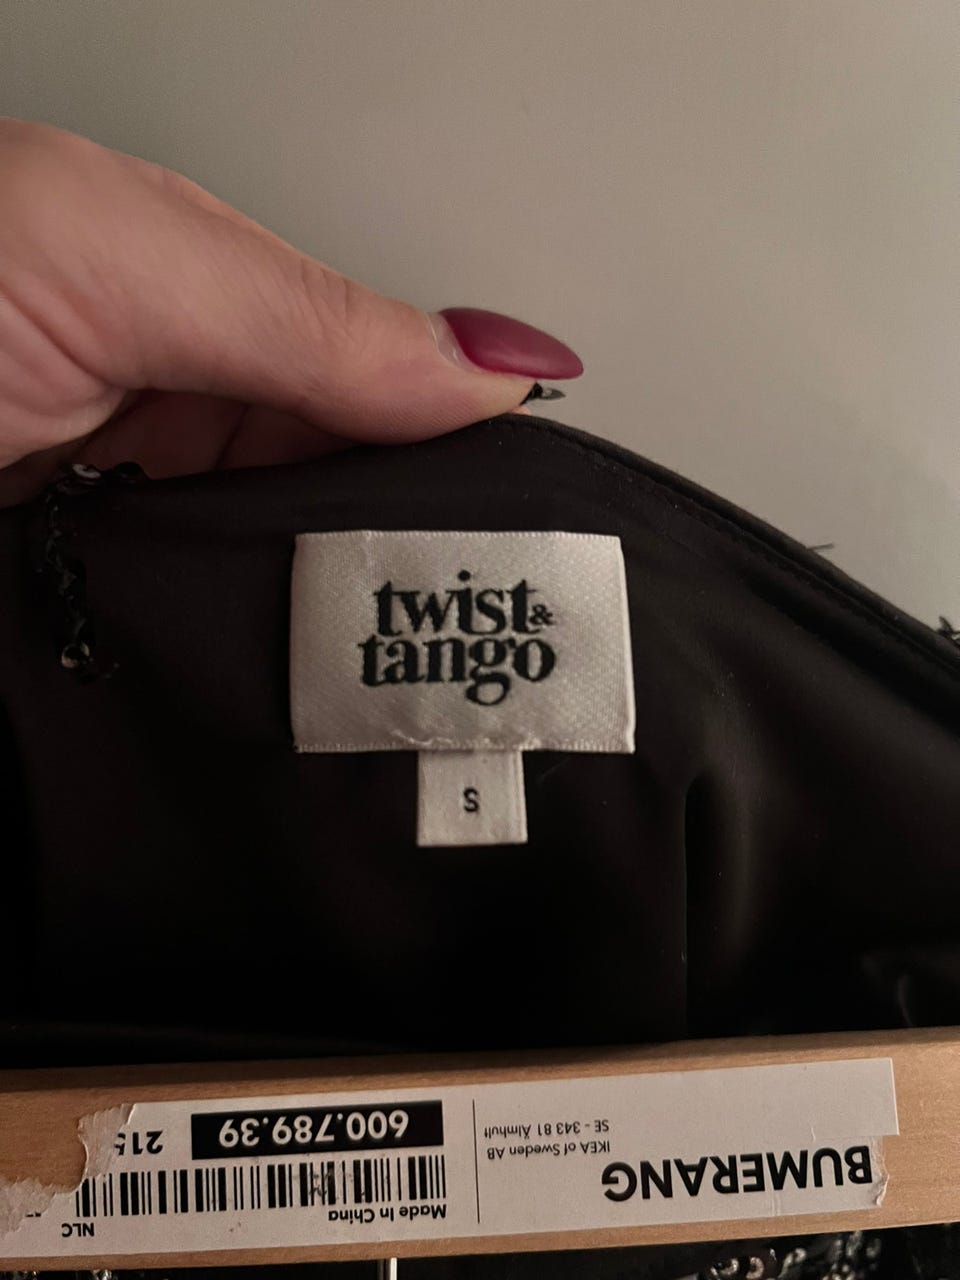 twist &
tango
S
BUMERANG
IKEA of Sweden AB
SE - 343 81 Älmhult
600.789.39
Made in China
NLC